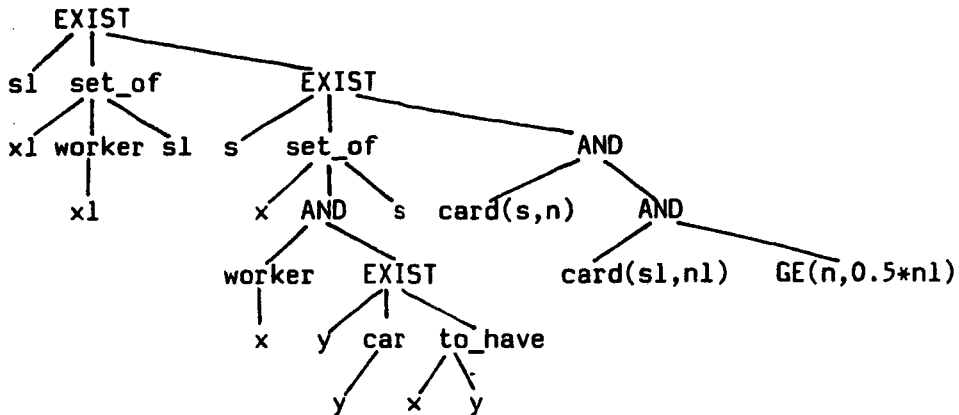 EXIST
sl set_of EXIST
xl worker sl s set_of AND
xl x AND s card(s,n) AND
worker EXIST card(sl,nl) GE(n,0.5*nl)
x y car to_have
y x y